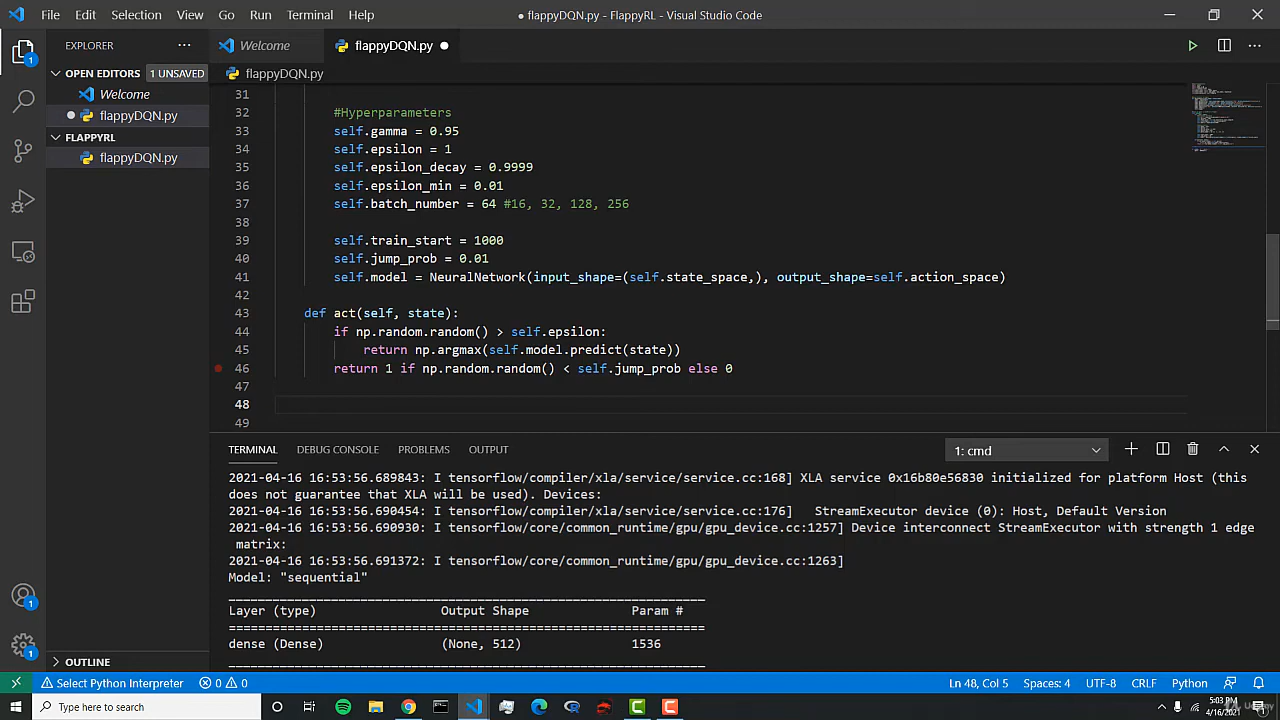 File Edit Selection View Go Run Terminal Help
● flappyDQN.py - FlappyRL - Visual Studio Code
EXPLORER
OPEN EDITORS 1 UNSAVED
Welcome
flappyDQN.py
FLAPPYRL
flappyDQN.py
OUTLINE
Welcome
flappyDQN.py
flappyDQN.py
31
32 #Hyperparameters
33 self.gamma = 0.95
34 self.epsilon = 1
35 self.epsilon_decay = 0.9999
36 self.epsilon_min = 0.01
37 self.batch_number = 64 #16, 32, 128, 256
38
39 self.train_start = 1000
40 self.jump_prob = 0.01
41 self.model = NeuralNetwork(input_shape=(self.state_space,), output_shape=self.action_space)
42
43 def act(self, state):
44 if np.random.random() > self.epsilon:
45 return np.argmax(self.model.predict(state))
46 return 1 if np.random.random() < self.jump_prob else 0
47
48
49
TERMINAL DEBUG CONSOLE PROBLEMS OUTPUT
1: cmd
2021-04-16 16:53:56.689843: I tensorflow/compiler/xla/service/service.cc:168] XLA service 0x16b80e56830 initialized for platform Host (this
does not guarantee that XLA will be used). Devices:
2021-04-16 16:53:56.690454: I tensorflow/compiler/xla/service/service.cc:176] StreamExecutor device (0): Host, Default Version
2021-04-16 16:53:56.690930: I tensorflow/core/common_runtime/gpu/gpu_device.cc:1257] Device interconnect StreamExecutor with strength 1 edge
matrix:
2021-04-16 16:53:56.691372: I tensorflow/core/common_runtime/gpu/gpu_device.cc:1263]
Model: "sequential"
Layer (type) Output Shape Param #
dense (Dense) (None, 512) 1536
Select Python Interpreter 0 0
Ln 48, Col 5 Spaces: 4 UTF-8 CRLF Python
Type here to search
5:03 PM